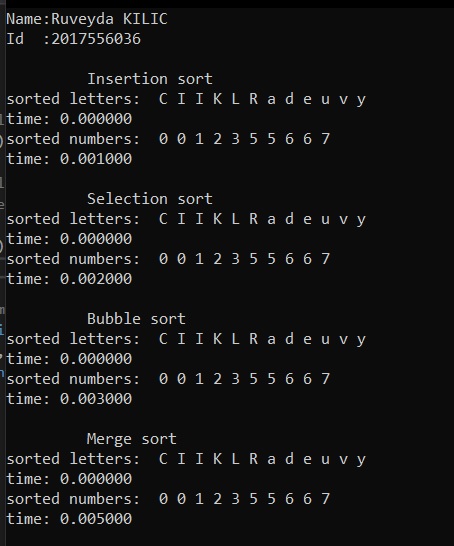 Name:Ruveyda KILIC
Id  :2017556036
Insertion sort
sorted letters:  C I I K L R a d e u v y
time: 0.000000
sorted numbers:  0 0 1 2 3 5 5 6 6 7
time: 0.001000
Selection sort
sorted letters:  C I I K L R a d e u v y
time: 0.000000
sorted numbers:  0 0 1 2 3 5 5 6 6 7
time: 0.002000
Bubble sort
sorted letters:  C I I K L R a d e u v y
time: 0.000000
sorted numbers:  0 0 1 2 3 5 5 6 6 7
time: 0.003000
Merge sort
sorted letters:  C I I K L R a d e u v y
time: 0.000000
sorted numbers:  0 0 1 2 3 5 5 6 6 7
time: 0.005000